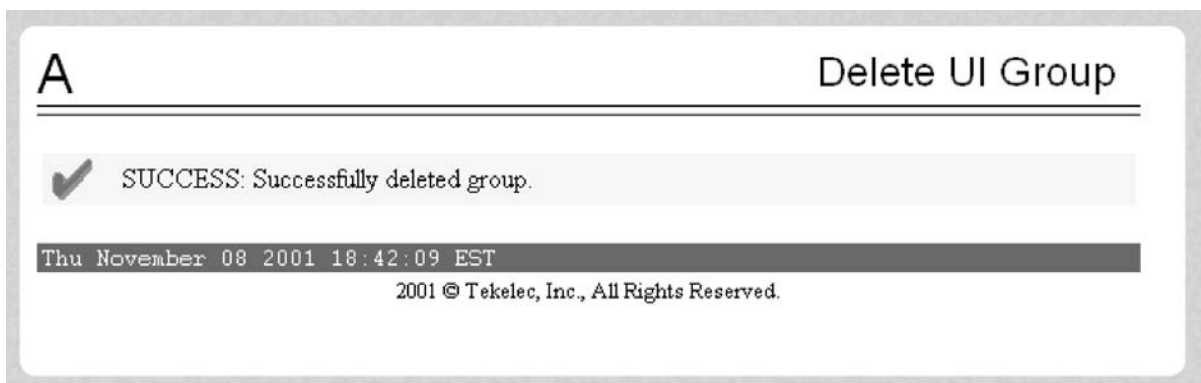 A Delete UI Group
SUCCESS: Successfully deleted group.
Thu November 08 2001 18:42:09 EST
2001 © Tekelec, Inc., All Rights Reserved.